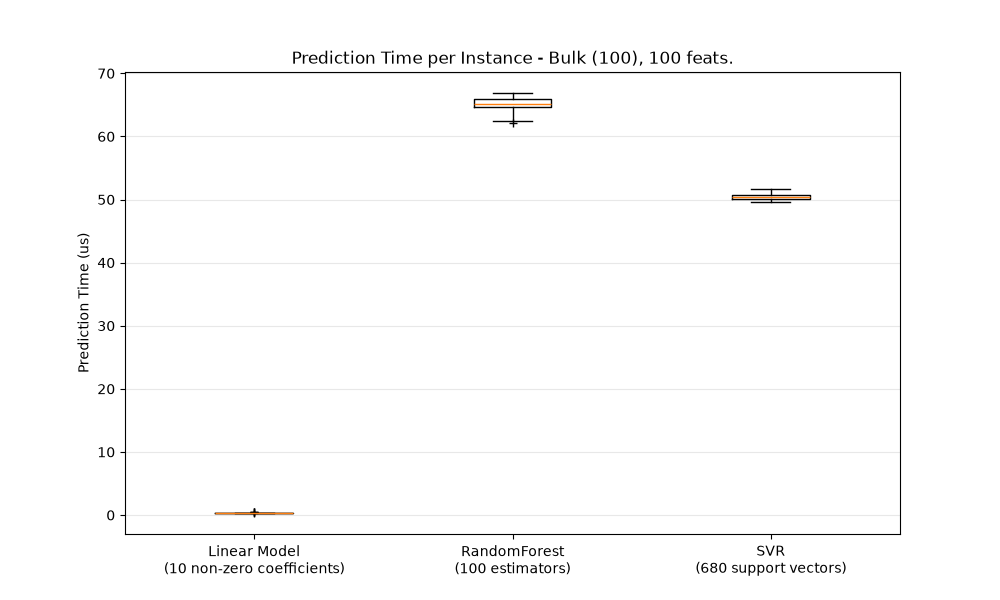 Prediction Time per Instance - Bulk (100), 100 feats.
70
60
50
40
30
20
10
0
Prediction Time (us)
Linear Model
(10 non-zero coefficients)
RandomForest
(100 estimators)
SVR
(680 support vectors)